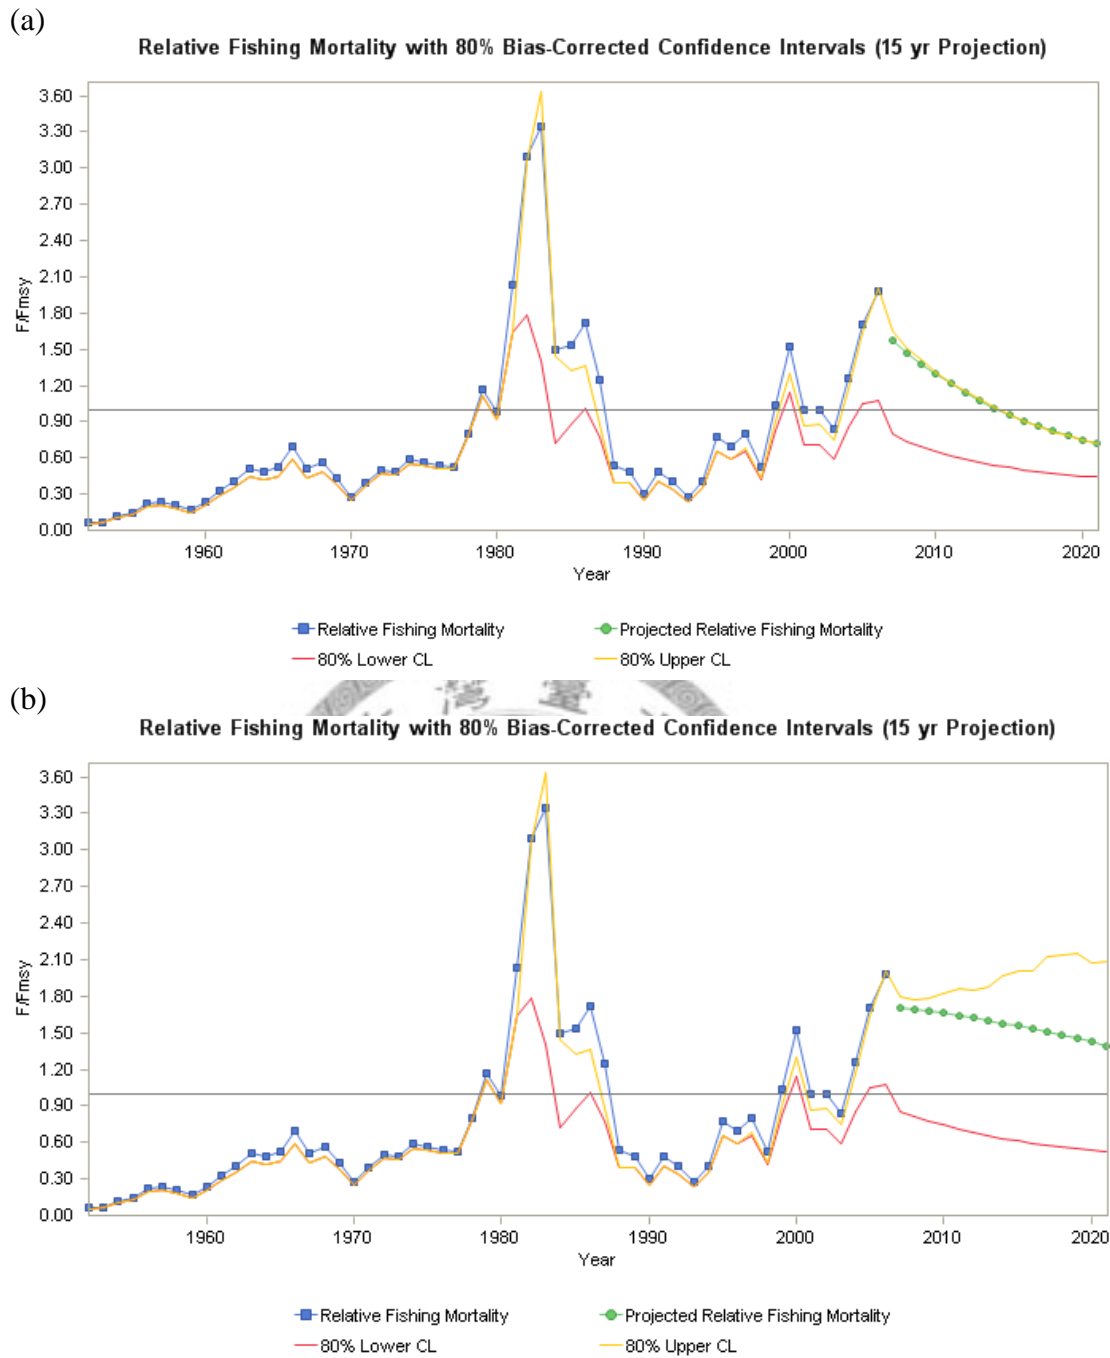 (a)
Relative Fishing Mortality with 80% Bias-Corrected Confidence Intervals (15 yr Projection)
3.60
3.30
3.00
2.70
2.40
2.10
1.80
1.50
1.20
0.90
0.60
0.30
0.00
F/Fmsy
1960 1970 1980 1990 2000 2010 2020
Year
Relative Fishing Mortality Projected Relative Fishing Mortality
80% Lower CL 80% Upper CL
(b)
Relative Fishing Mortality with 80% Bias-Corrected Confidence Intervals (15 yr Projection)
3.60
3.30
3.00
2.70
2.40
2.10
1.80
1.50
1.20
0.90
0.60
0.30
0.00
F/Fmsy
1960 1970 1980 1990 2000 2010 2020
Year
Relative Fishing Mortality Projected Relative Fishing Mortality
80% Lower CL 80% Upper CL